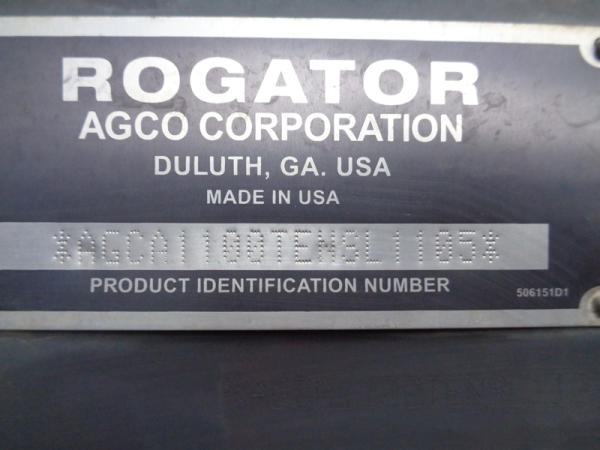 ROGATOR
AGCO CORPORATION
DULUTH, GA. USA
MADE IN USA
*AGCA1100TENSL1105*
PRODUCT IDENTIFICATION NUMBER
506151D1